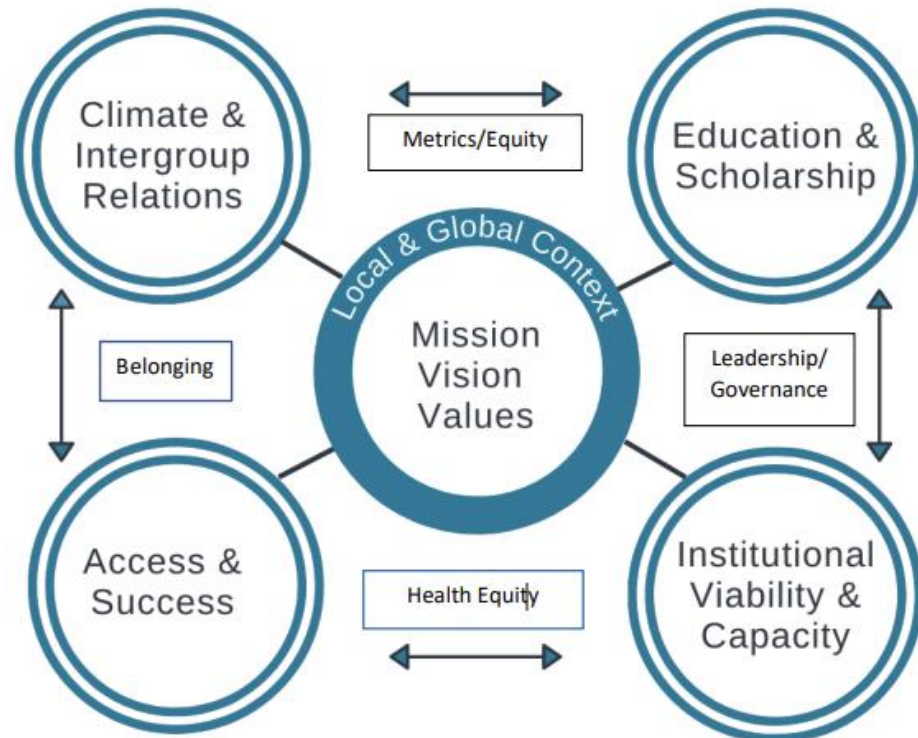 Climate &
Intergroup
Relations
Metrics/Equity
Education &
Scholarship
Local & Global Context
Mission
Vision
Values
Belonging
Leadership/
Governance
Access &
Success
Health Equity
Institutional
Viability &
Capacity